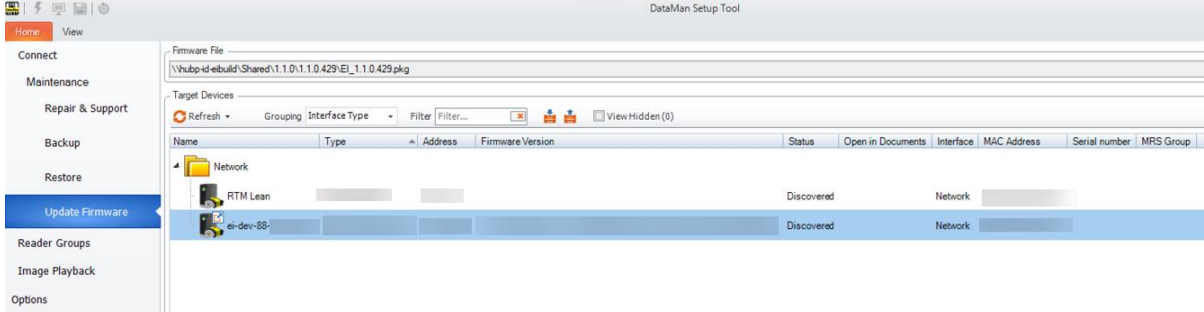 DataMan Setup Tool
Home View
Connect
Maintenance
Repair & Support
Backup
Restore
Update Firmware
Reader Groups
Image Playback
Options
Firmware File
\\hubp-id-eibuild\Shared\1.1.0\1.1.0.429\EI_1.1.0.429.pkg
Target Devices
Refresh Grouping Interface Type Filter Filter... View Hidden (0)
Name Type Address Firmware Version Status Open in Documents Interface MAC Address Serial number MRS Group
Network
RTM Lean Discovered Network
ei-dev-88- Discovered Network